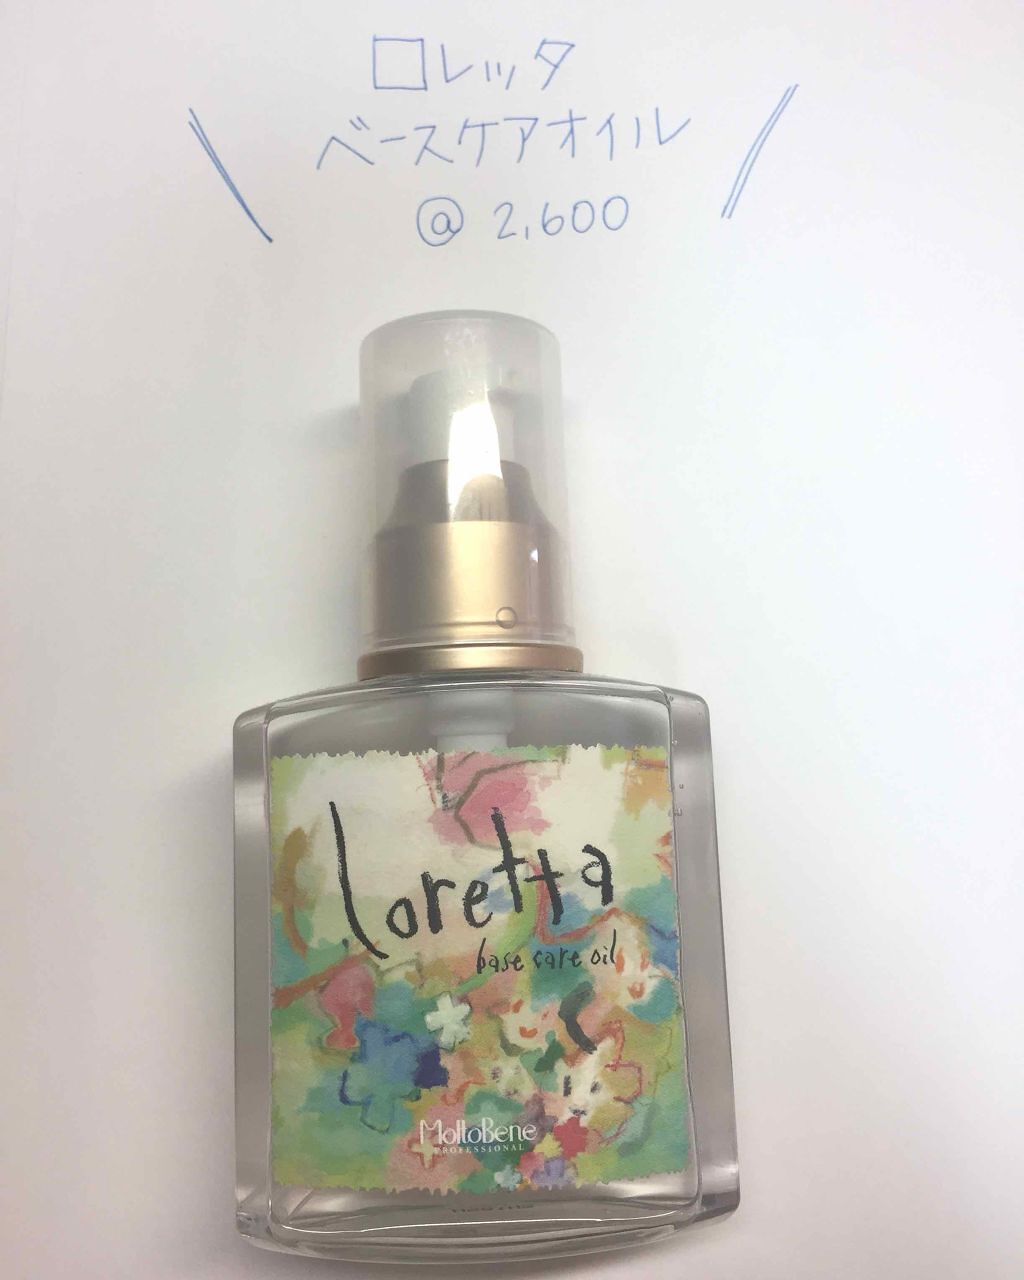 ロレッタ
ベースケアオイル
@ 2,600
loretta
base care oil
MoltoBene
PROFESSIONAL